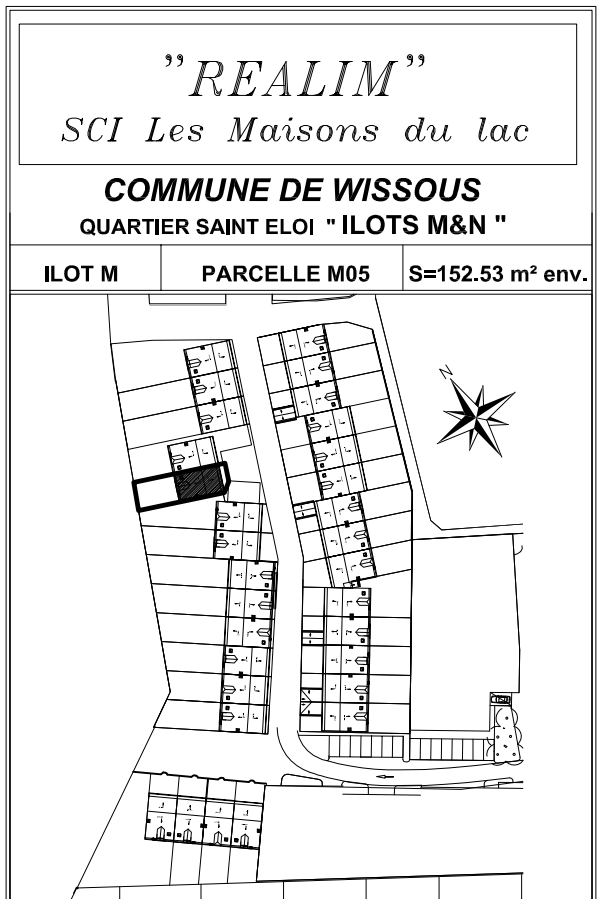 "REALIM"
SCI Les Maisons du lac
COMMUNE DE WISSOUS
QUARTIER SAINT ELOI " ILOTS M&N "
ILOT M PARCELLE M05 S=152.53 m² env.
N